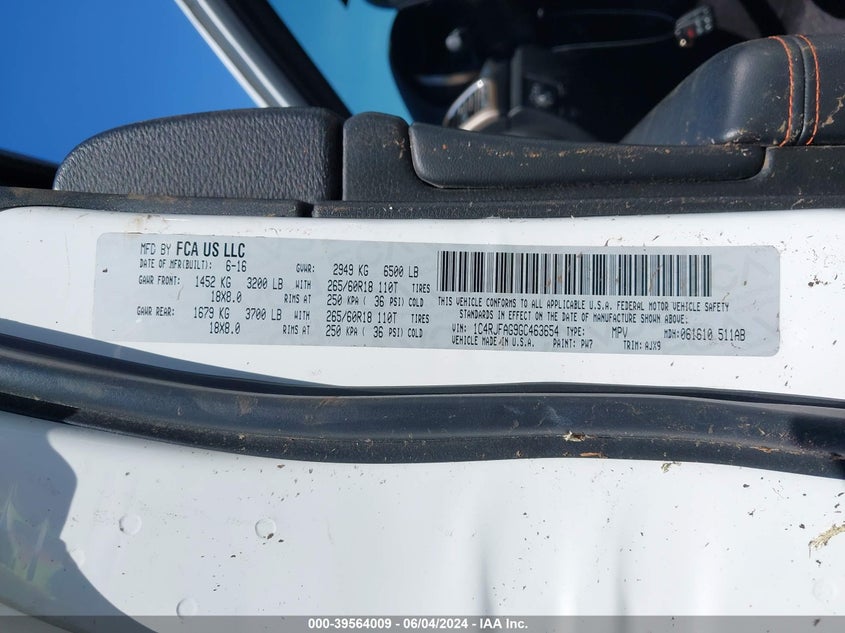 MFD BY FCA US LLC
DATE OF MFR(BUILT): 6-16 GVWR: 2949 KG 6500 LB
GAWR FRONT: 1452 KG 3200 LB WITH 265/60R18 110T TIRES
18X8.0 RIMS AT 250 KPA ( 36 PSI) COLD
GAWR REAR: 1679 KG 3700 LB WITH 265/60R18 110T TIRES
18X8.0 RIMS AT 250 KPA ( 36 PSI) COLD
THIS VEHICLE CONFORMS TO ALL APPLICABLE U.S.A. FEDERAL MOTOR VEHICLE SAFETY
STANDARDS IN EFFECT ON THE DATE OF MANUFACTURE SHOWN ABOVE.
VIN: 1C4RJFAG9GC463654 TYPE: MPV MDH: 061610 511AB
VEHICLE MADE IN U.S.A. PAINT: PW7 TRIM: AJX9
000-39564009 - 06/04/2024 - IAA Inc.